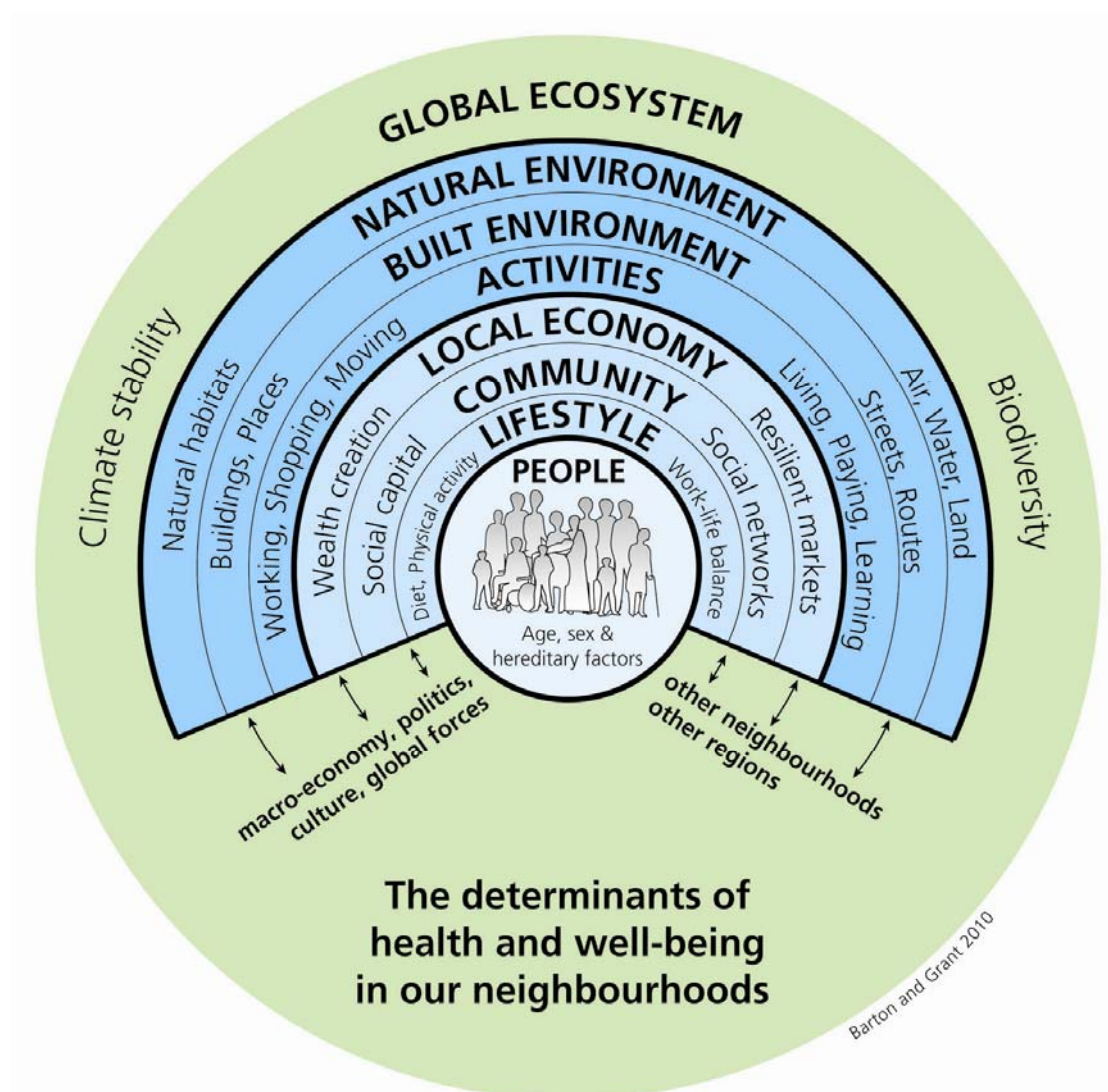 GLOBAL ECOSYSTEM
NATURAL ENVIRONMENT
BUILT ENVIRONMENT
ACTIVITIES
LOCAL ECONOMY
COMMUNITY
LIFESTYLE
PEOPLE
Age, sex &
hereditary factors
Climate stability
Natural habitats
Buildings, Places
Working, Shopping, Moving
Wealth creation
Social capital
Diet, Physical activity
Work-life balance
Social networks
Resilient markets
Living, Playing, Learning
Streets, Routes
Air, Water, Land
Biodiversity
macro-economy, politics,
culture, global forces
other neighbourhoods
other regions
The determinants of
health and well-being
in our neighbourhoods
Barton and Grant 2010